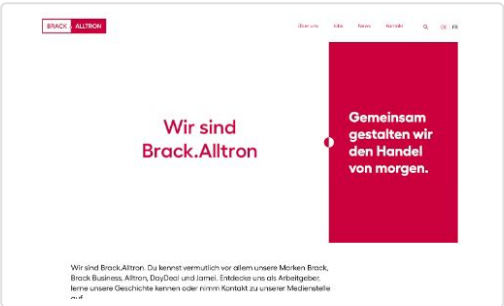 BRACK. ALLTRON
Über uns Jobs News Kontakt DE FR
Wir sind
Brack.Alltron
Gemeinsam
gestalten wir
den Handel
von morgen.
Wir sind Brack.Alltron. Du kennst vermutlich vor allem unsere Marken Brack,
Brack Business, Alltron, DayDeal und Jamei. Entdecke uns als Arbeitgeber,
lerne unsere Geschichte kennen oder nimm Kontakt zu unserer Medienstelle
auf